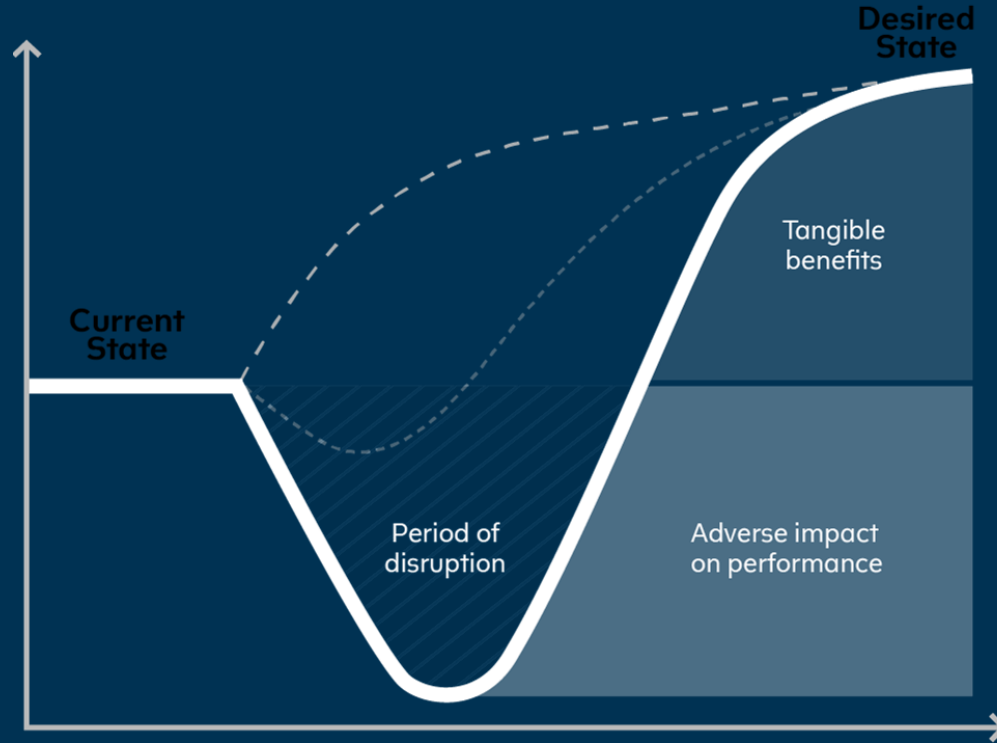 Desired
State
Current
State
Tangible
benefits
Period of
disruption
Adverse impact
on performance